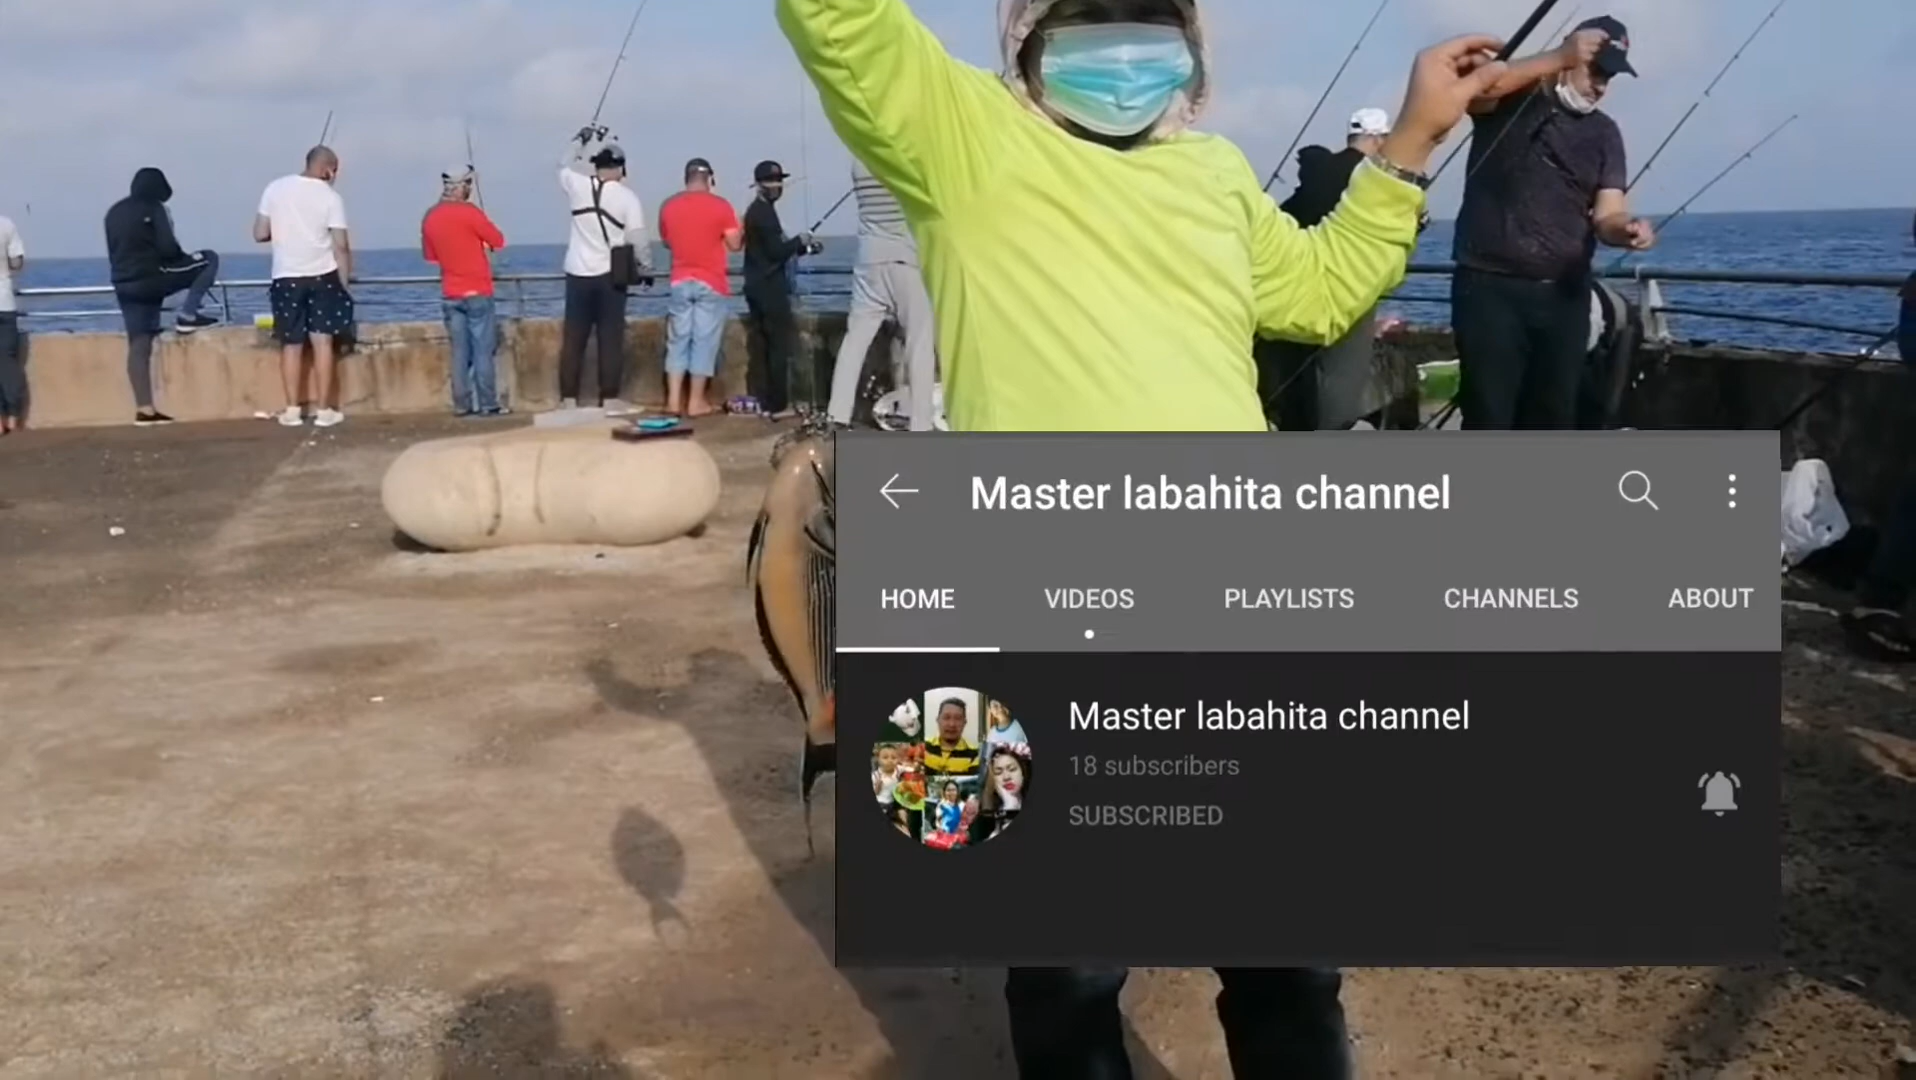 Master labahita channel
HOME VIDEOS PLAYLISTS CHANNELS ABOUT
Master labahita channel
18 subscribers
SUBSCRIBED